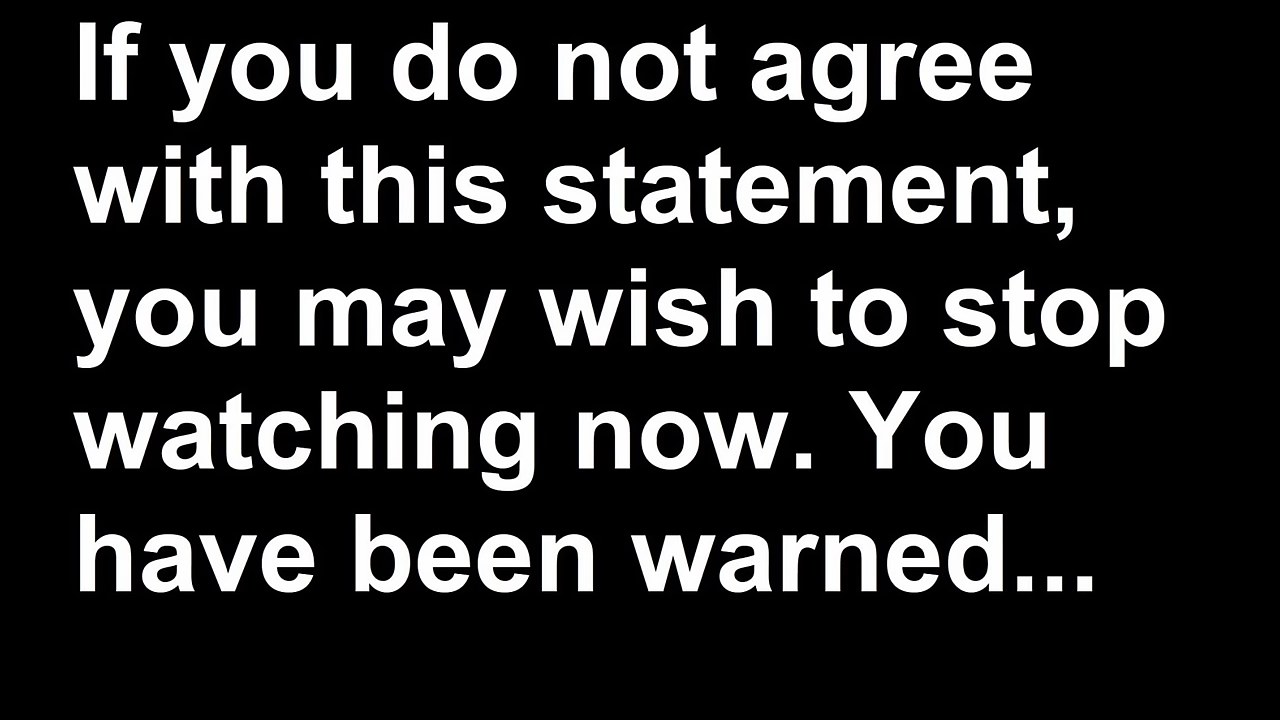 If you do not agree
with this statement,
you may wish to stop
watching now. You
have been warned...